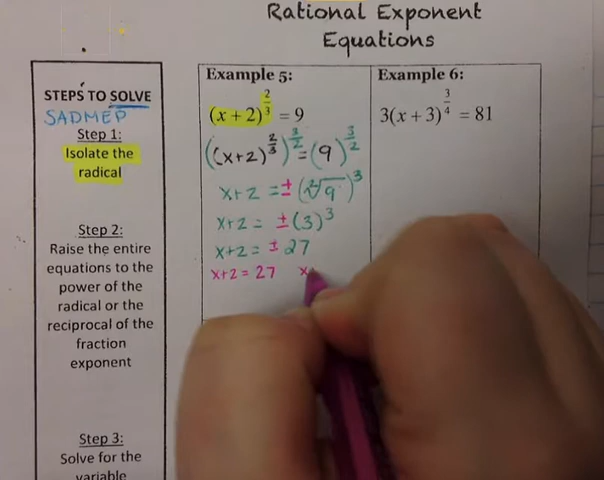 Rational Exponent
Equations
STEPS TO SOLVE
SADMEP
Step 1:
Isolate the
radical
Step 2:
Raise the entire
equations to the
power of the
radical or the
reciprocal of the
fraction
exponent
Step 3:
Solve for the
variable
Example 5:
(x + 2)^(2/3) = 9
((x+2)^(2/3))^(3/2) = (9)^(3/2)
x+2 = ±(²√9)^3
x+2 = ±(3)^3
x+2 = ±27
x+2 = 27 x
Example 6:
3(x + 3)^(3/4) = 81